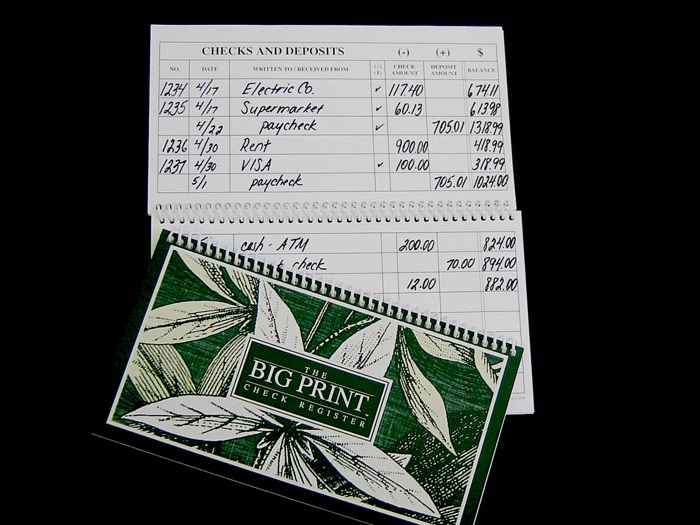 CHECKS AND DEPOSITS (-) (+) $
NO. DATE WRITTEN TO / RECEIVED FROM (√) (T) CHECK AMOUNT DEPOSIT AMOUNT BALANCE
1234 4/17 Electric Co. ✓ 117.40 674.11
1235 4/17 Supermarket ✓ 60.13 613.98
4/22 paycheck ✓ 705.01 1318.99
1236 4/30 Rent 900.00 418.99
1237 4/30 VISA ✓ 100.00 318.99
5/1 paycheck 705.01 1024.00
cash - ATM 200.00 824.00
check 70.00 894.00
12.00 882.00
THE
BIG PRINT™
CHECK REGISTER